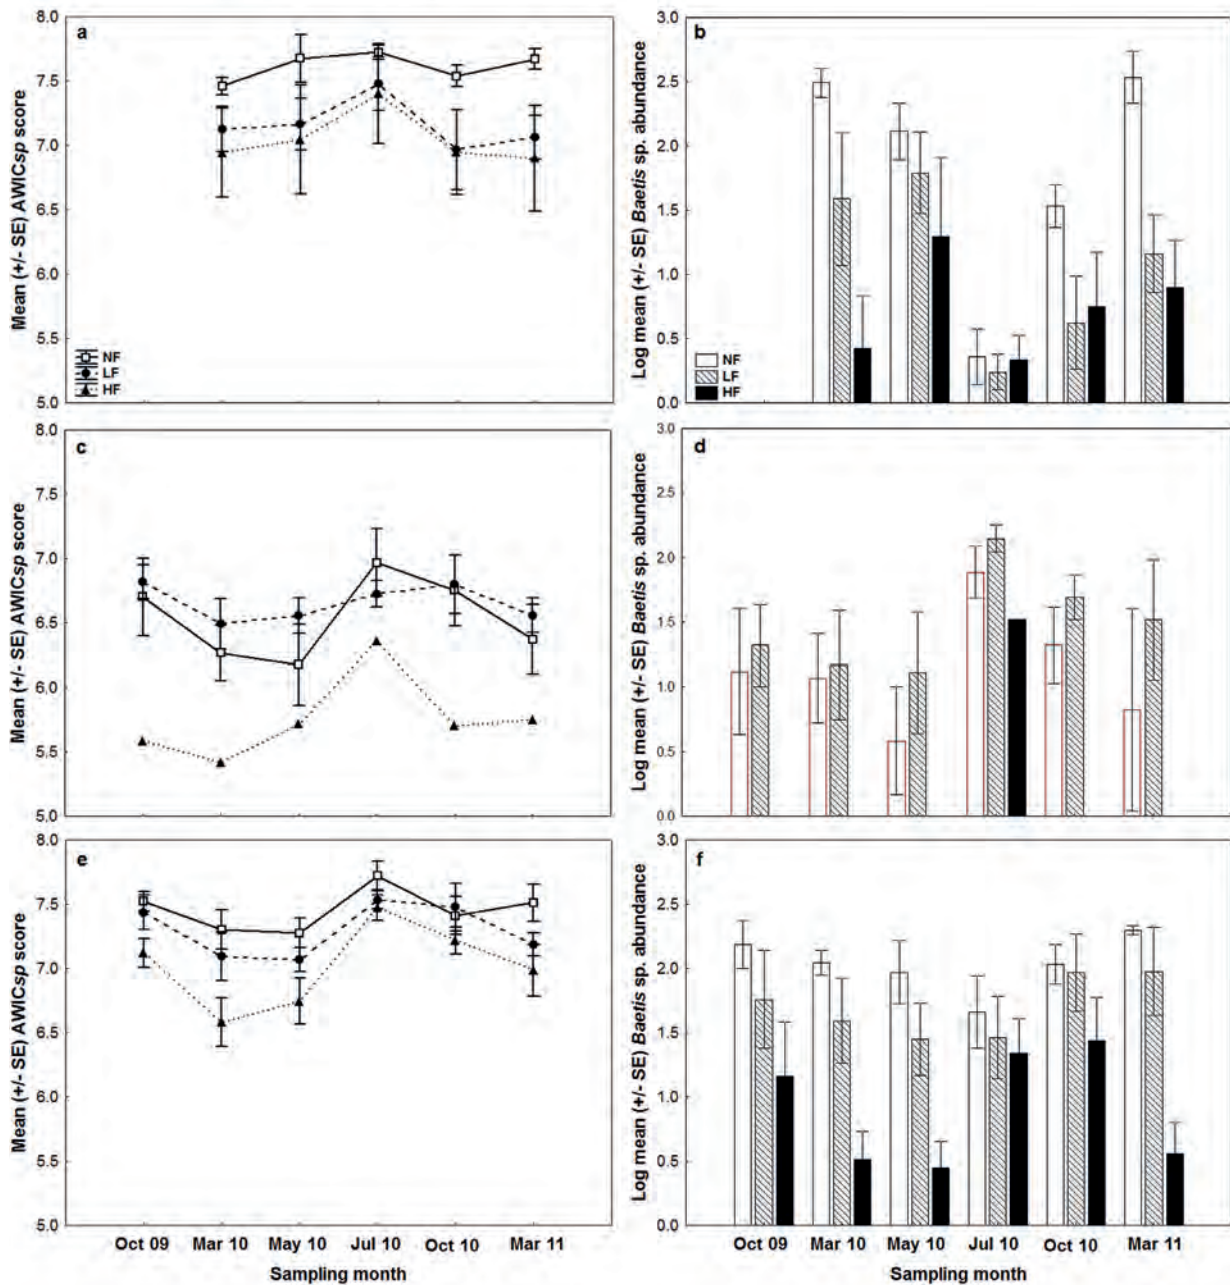 a
Mean (+/- SE) AWICsp score
8.0
7.5
7.0
6.5
6.0
5.5
5.0
NF
LF
HF
b
Log mean (+/- SE) Baetis sp. abundance
3.0
2.5
2.0
1.5
1.0
0.5
0.0
NF
LF
HF
c
Mean (+/- SE) AWICsp score
8.0
7.5
7.0
6.5
6.0
5.5
5.0
d
Log mean (+/- SE) Baetis sp. abundance
3.0
2.5
2.0
1.5
1.0
0.5
0.0
e
Mean (+/- SE) AWICsp score
8.0
7.5
7.0
6.5
6.0
5.5
5.0
Oct 09 Mar 10 May 10 Jul 10 Oct 10 Mar 11
Sampling month
f
Log mean (+/- SE) Baetis sp. abundance
3.0
2.5
2.0
1.5
1.0
0.5
0.0
Oct 09 Mar 10 May 10 Jul 10 Oct 10 Mar 11
Sampling month